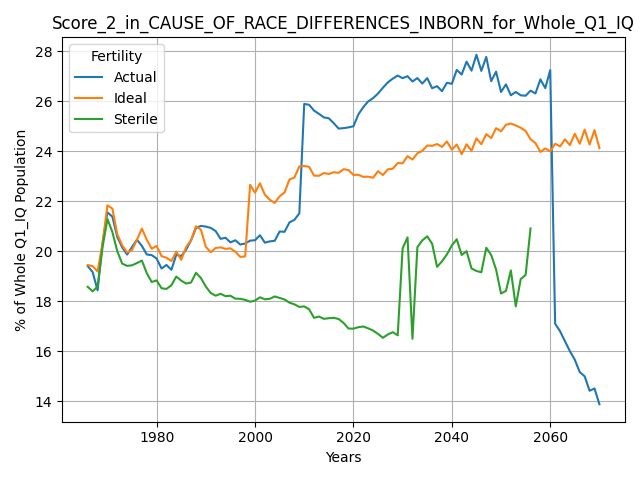 Score_2_in_CAUSE_OF_RACE_DIFFERENCES_INBORN_for_Whole_Q1_IQ
Fertility
Actual
Ideal
Sterile
% of Whole Q1_IQ Population
28
26
24
22
20
18
16
14
1980
2000
2020
2040
2060
Years